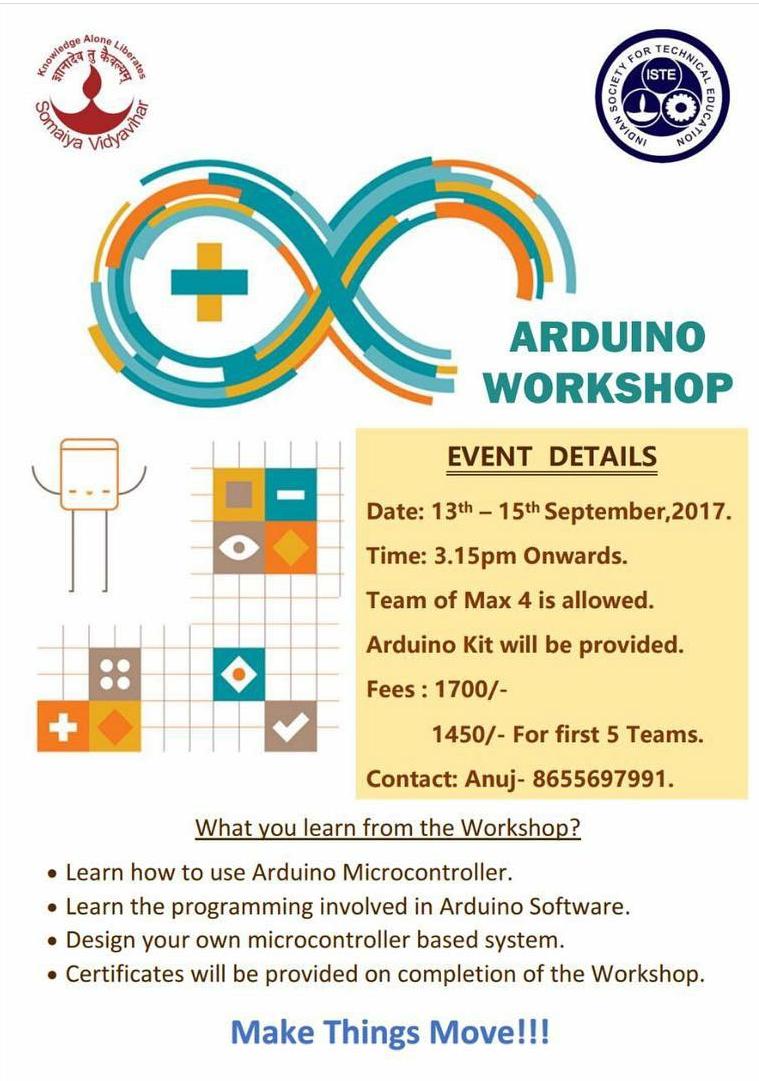 Knowledge Alone Liberates
ज्ञानादेव तु कैवल्यम्
Somaiya Vidyavihar
INDIAN SOCIETY FOR TECHNICAL EDUCATION
ISTE
ARDUINO
WORKSHOP
EVENT DETAILS
Date: 13th – 15th September,2017.
Time: 3.15pm Onwards.
Team of Max 4 is allowed.
Arduino Kit will be provided.
Fees : 1700/-
1450/- For first 5 Teams.
Contact: Anuj- 8655697991.
What you learn from the Workshop?
• Learn how to use Arduino Microcontroller.
• Learn the programming involved in Arduino Software.
• Design your own microcontroller based system.
• Certificates will be provided on completion of the Workshop.
Make Things Move!!!